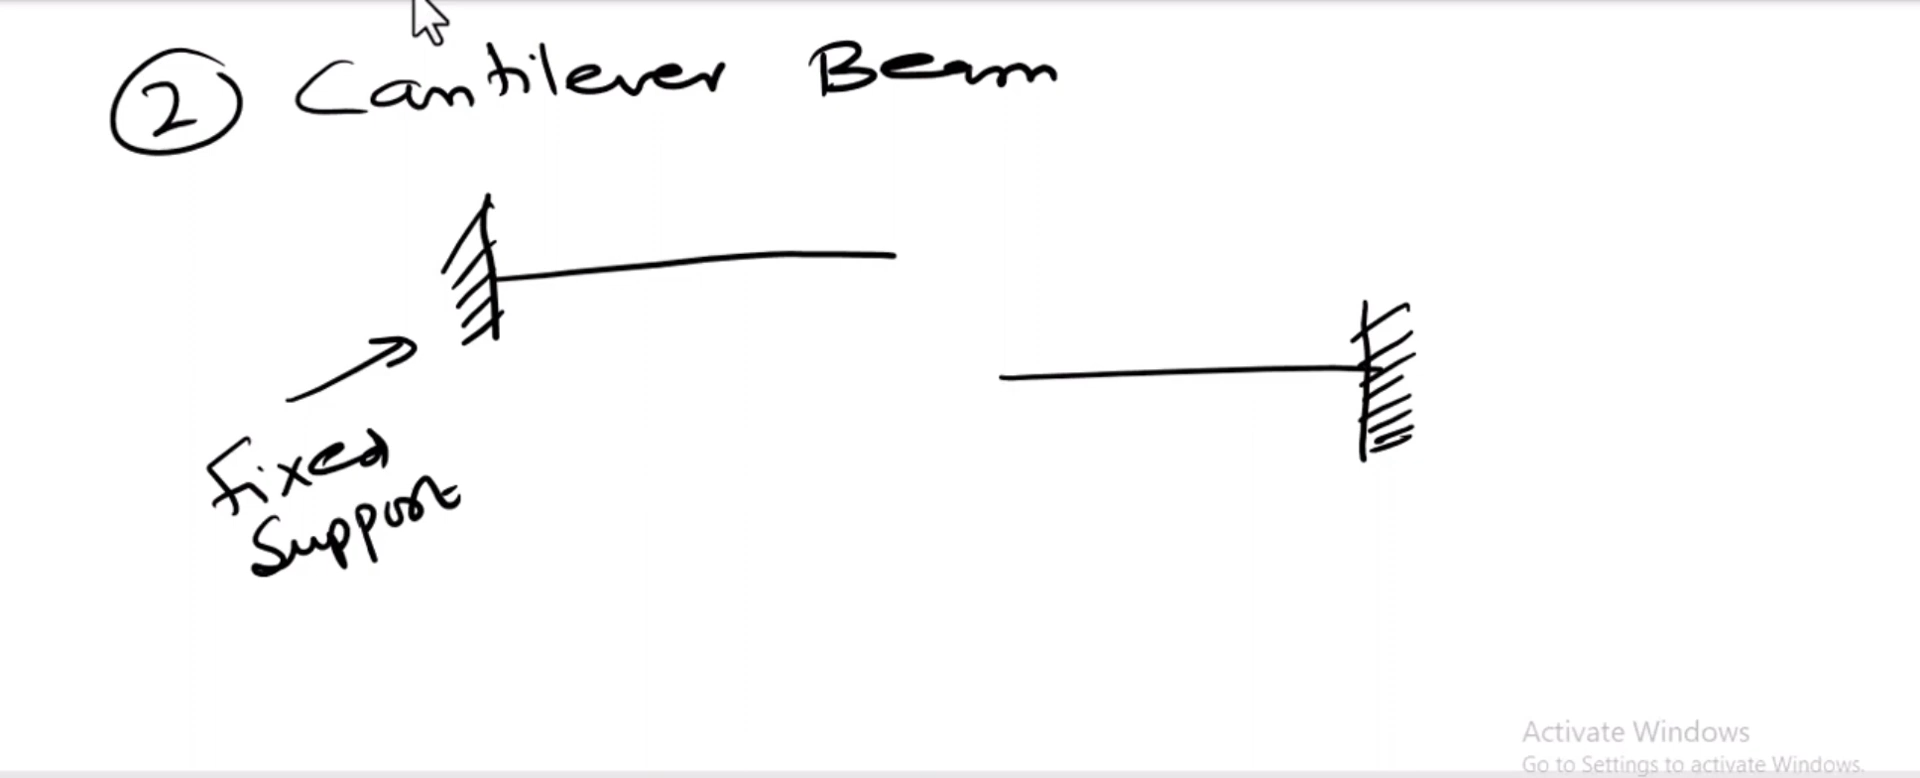 ② Cantilever Beam
Fixed
Support
Activate Windows
Go to Settings to activate Windows.